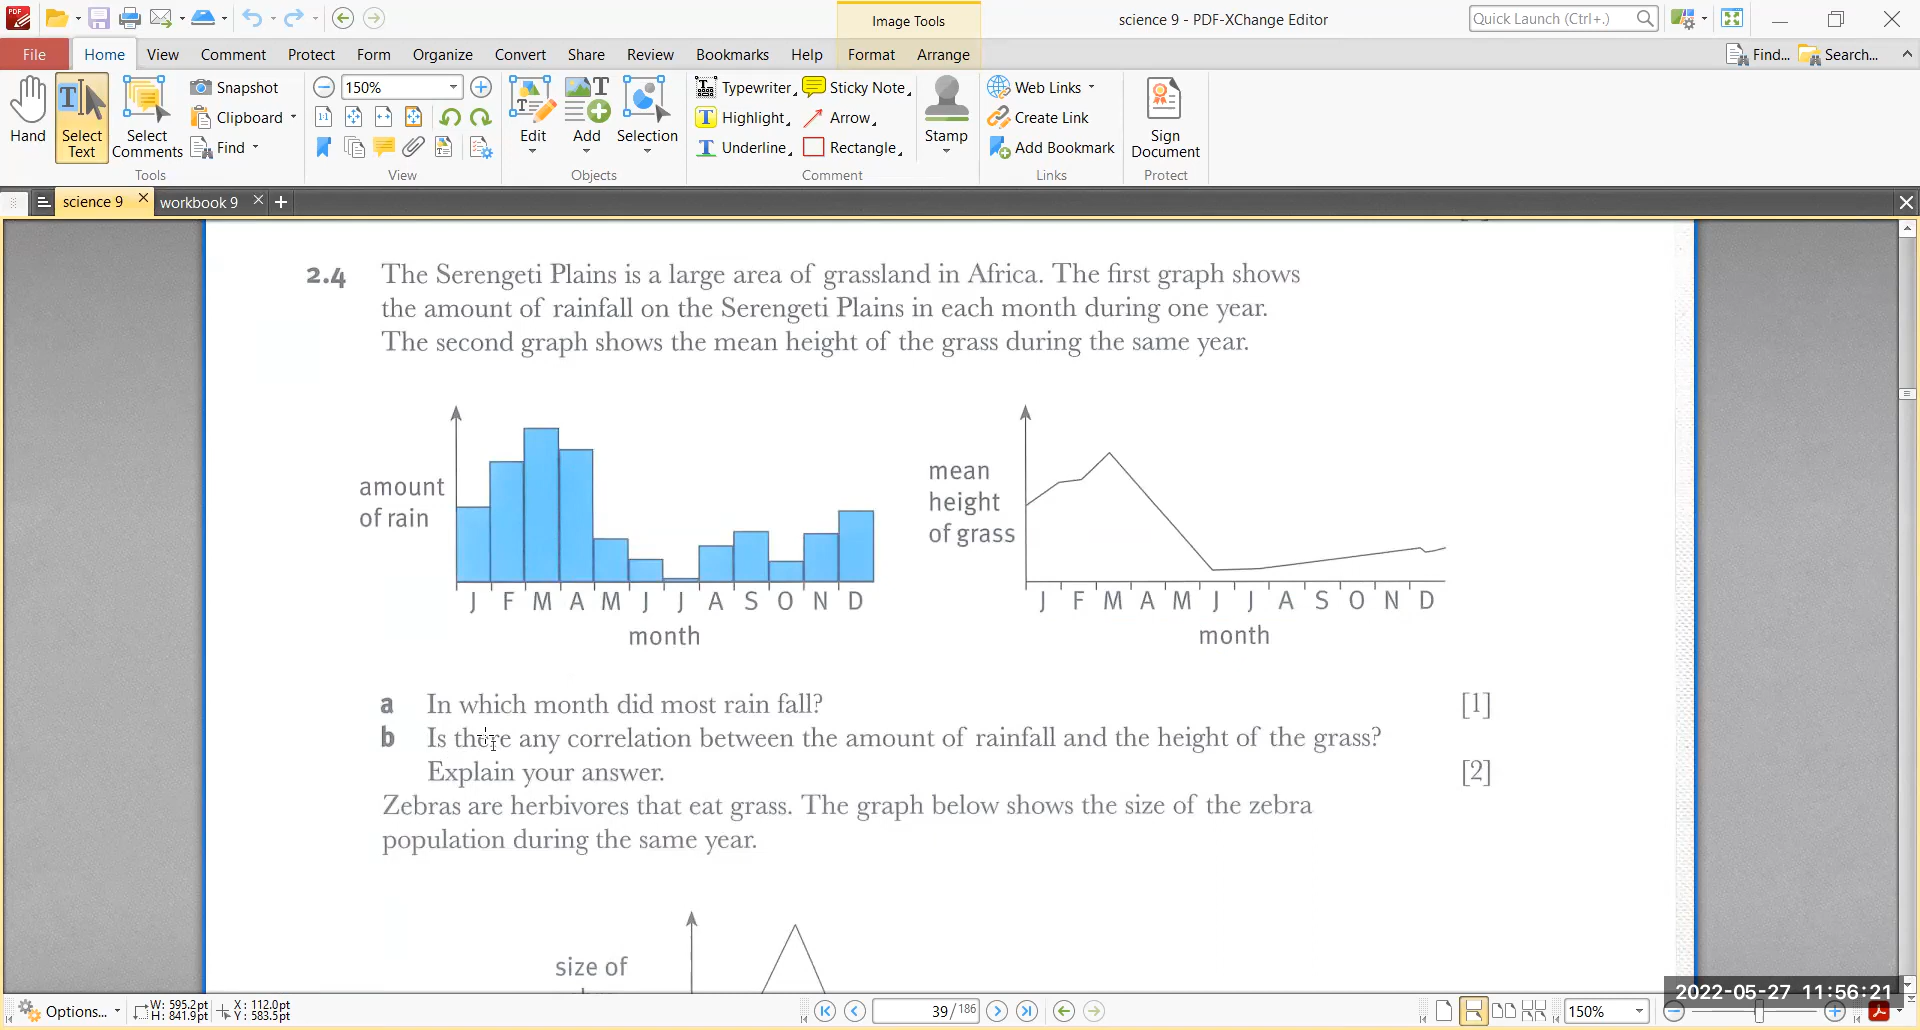 Image Tools
science 9 - PDF-XChange Editor
Quick Launch (Ctrl+.)
File Home View Comment Protect Form Organize Convert Share Review Bookmarks Help Format Arrange Find... Search...
Hand
Select Text
Select Comments
Snapshot
Clipboard
Find
Tools
150%
View
Edit
Add
Selection
Objects
Typewriter
Highlight
Underline
Sticky Note
Arrow
Rectangle
Stamp
Comment
Web Links
Create Link
Add Bookmark
Links
Sign Document
Protect
science 9 workbook 9
2.4 The Serengeti Plains is a large area of grassland in Africa. The first graph shows
the amount of rainfall on the Serengeti Plains in each month during one year.
The second graph shows the mean height of the grass during the same year.
amount
of rain
J F M A M J J A S O N D
month
mean
height
of grass
J F M A M J J A S O N D
month
a In which month did most rain fall? [1]
b Is there any correlation between the amount of rainfall and the height of the grass?
Explain your answer. [2]
Zebras are herbivores that eat grass. The graph below shows the size of the zebra
population during the same year.
size of
2022-05-27 11:56:21
Options...
W: 595.2pt
H: 841.9pt
X: 112.0pt
Y: 583.5pt
39 / 186
150%